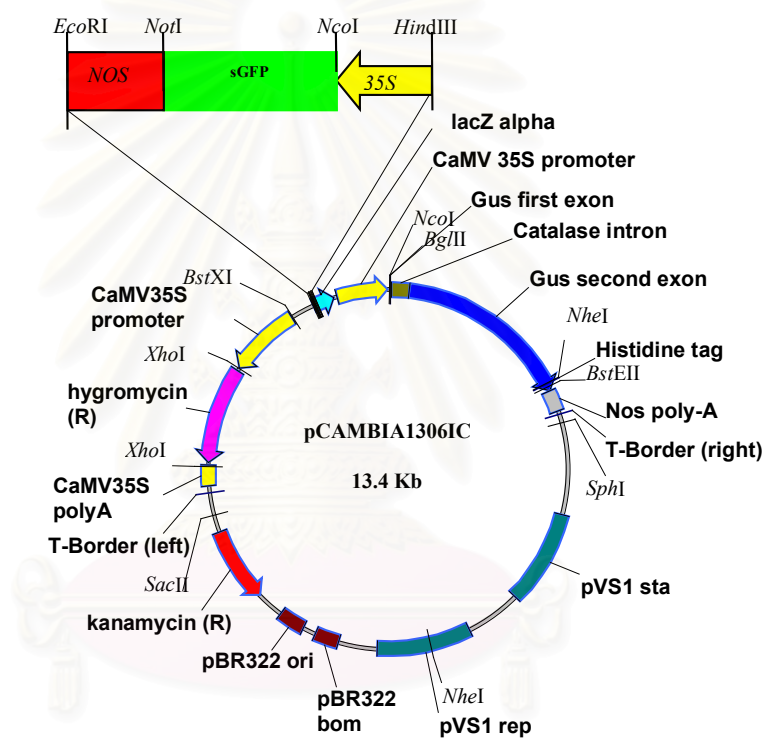 EcoRI NotI NcoI HindIII
NOS sGFP 35S
lacZ alpha
CaMV 35S promoter
Gus first exon
NcoI
BglII
Catalase intron
Gus second exon
BstXI
CaMV35S
promoter
NheI
Histidine tag
XhoI
BstEII
hygromycin
(R)
Nos poly-A
pCAMBIA1306IC
T-Border (right)
XhoI
13.4 Kb
SphI
CaMV35S
polyA
T-Border (left)
SacII
pVS1 sta
kanamycin (R)
pBR322 ori
NheI
pBR322
bom
pVS1 rep